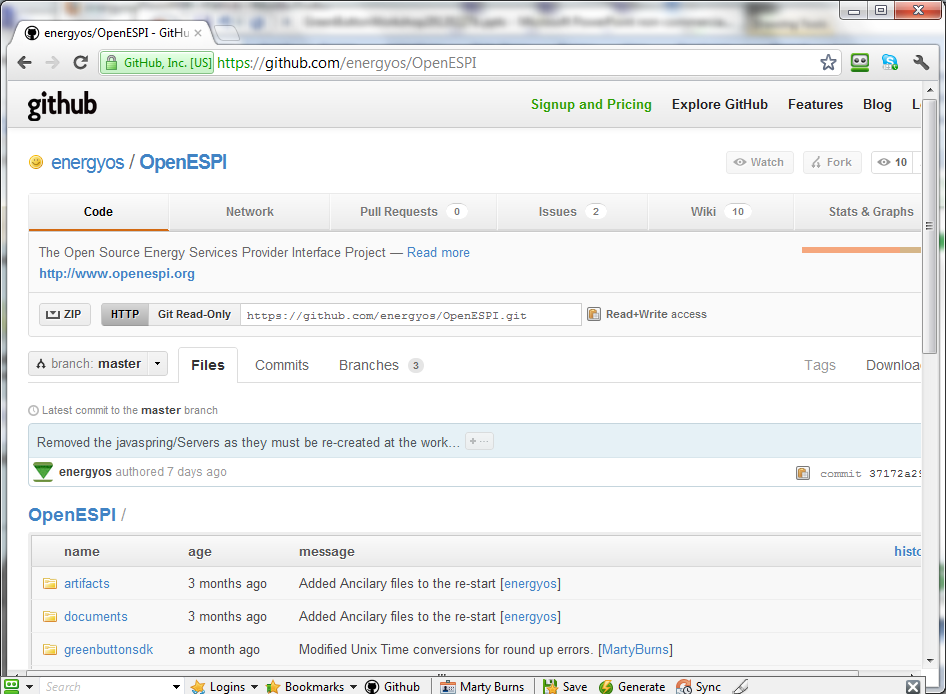 energyos/OpenESPI - GitHu
GitHub, Inc. [US] https://github.com/energyos/OpenESPI
github
Signup and Pricing Explore GitHub Features Blog L
energyos / OpenESPI
Watch Fork 10
Code Network Pull Requests 0 Issues 2 Wiki 10 Stats & Graphs
The Open Source Energy Services Provider Interface Project — Read more
http://www.openespi.org
ZIP HTTP Git Read-Only https://github.com/energyos/OpenESPI.git Read+Write access
branch: master Files Commits Branches 3 Tags Downloa
Latest commit to the master branch
Removed the javaspring/Servers as they must be re-created at the work...
energyos authored 7 days ago
commit 37172a29
OpenESPI /
name age message histo
artifacts 3 months ago Added Ancilary files to the re-start [energyos]
documents 3 months ago Added Ancilary files to the re-start [energyos]
greenbuttonsdk a month ago Modified Unix Time conversions for round up errors. [MartyBurns]
Search Logins Bookmarks Github Marty Burns Save Generate Sync